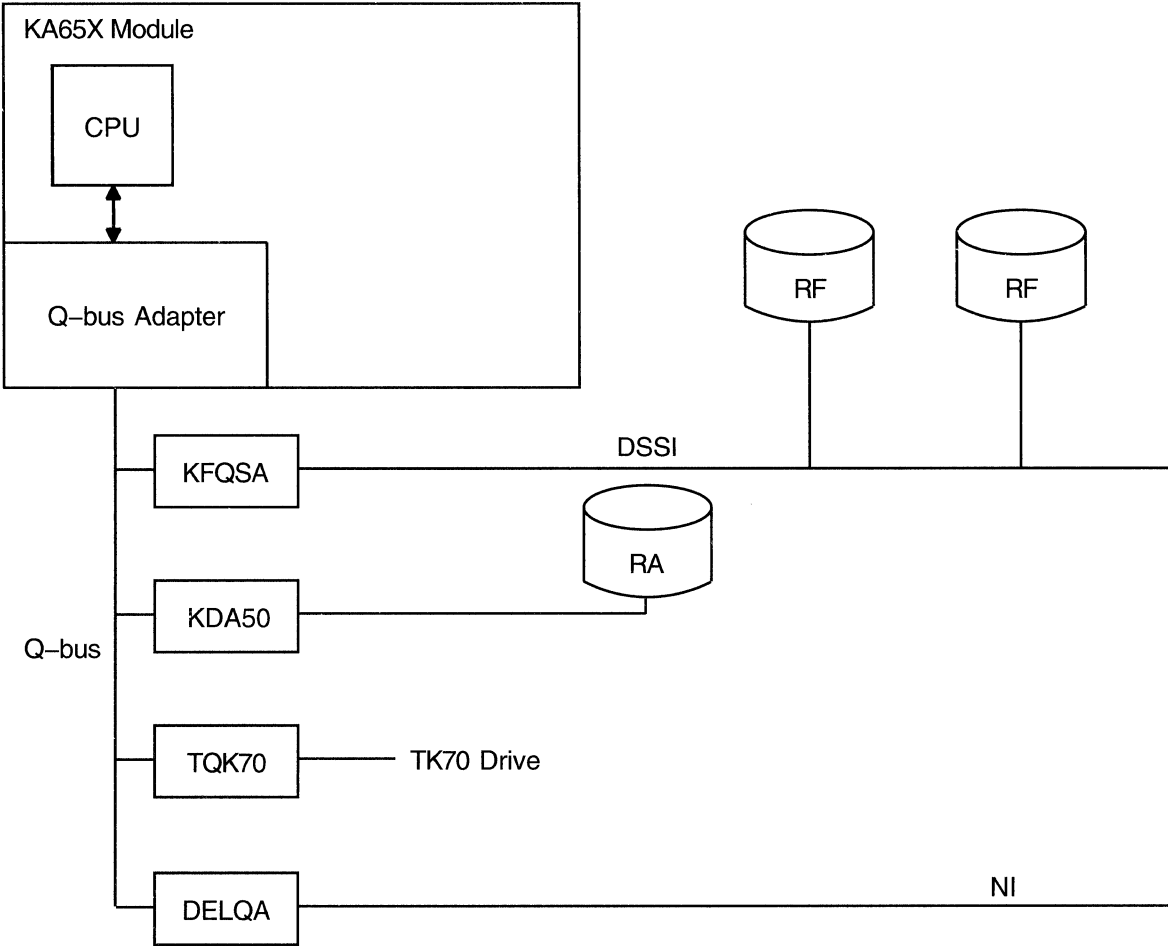 KA65X Module
CPU
Q–bus Adapter
RF
RF
KFQSA
DSSI
RA
KDA50
Q–bus
TQK70
TK70 Drive
DELQA
NI